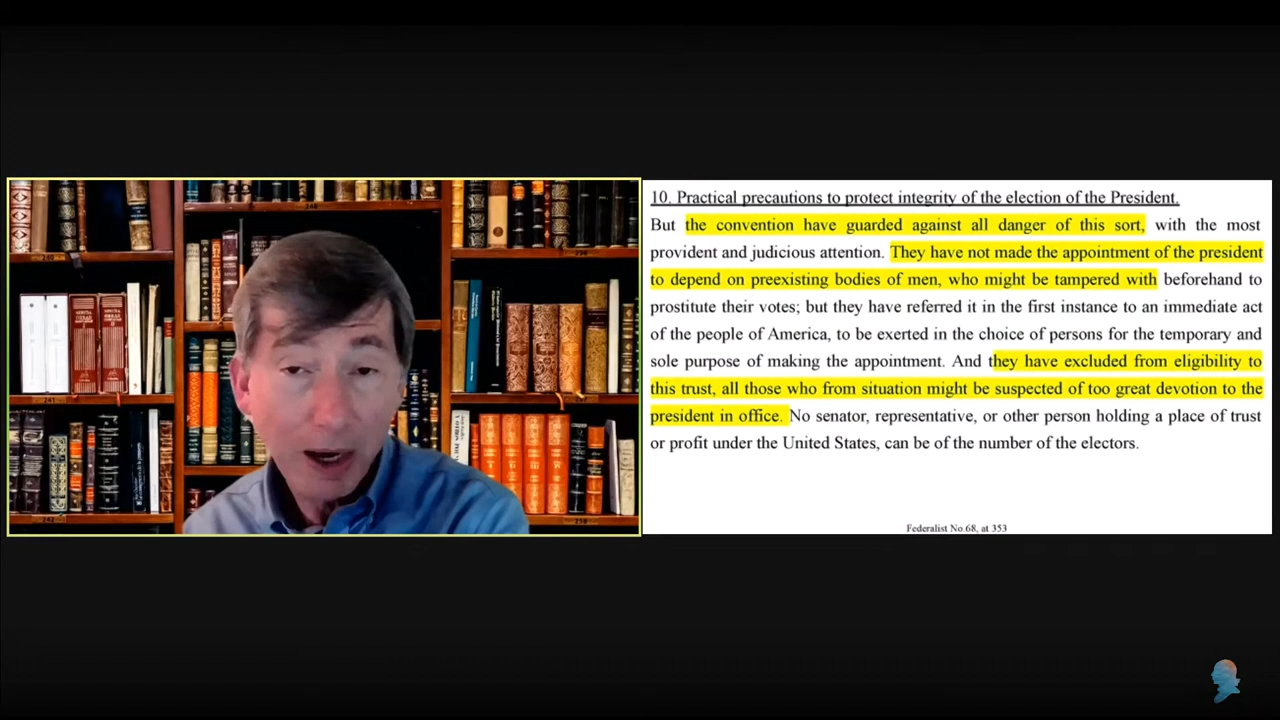 10. Practical precautions to protect integrity of the election of the President.
But the convention have guarded against all danger of this sort, with the most
provident and judicious attention. They have not made the appointment of the president
to depend on preexisting bodies of men, who might be tampered with beforehand to
prostitute their votes; but they have referred it in the first instance to an immediate act
of the people of America, to be exerted in the choice of persons for the temporary and
sole purpose of making the appointment. And they have excluded from eligibility to
this trust, all those who from situation might be suspected of too great devotion to the
president in office. No senator, representative, or other person holding a place of trust
or profit under the United States, can be of the number of the electors.
Federalist No.68, at 353
240
241
242
250